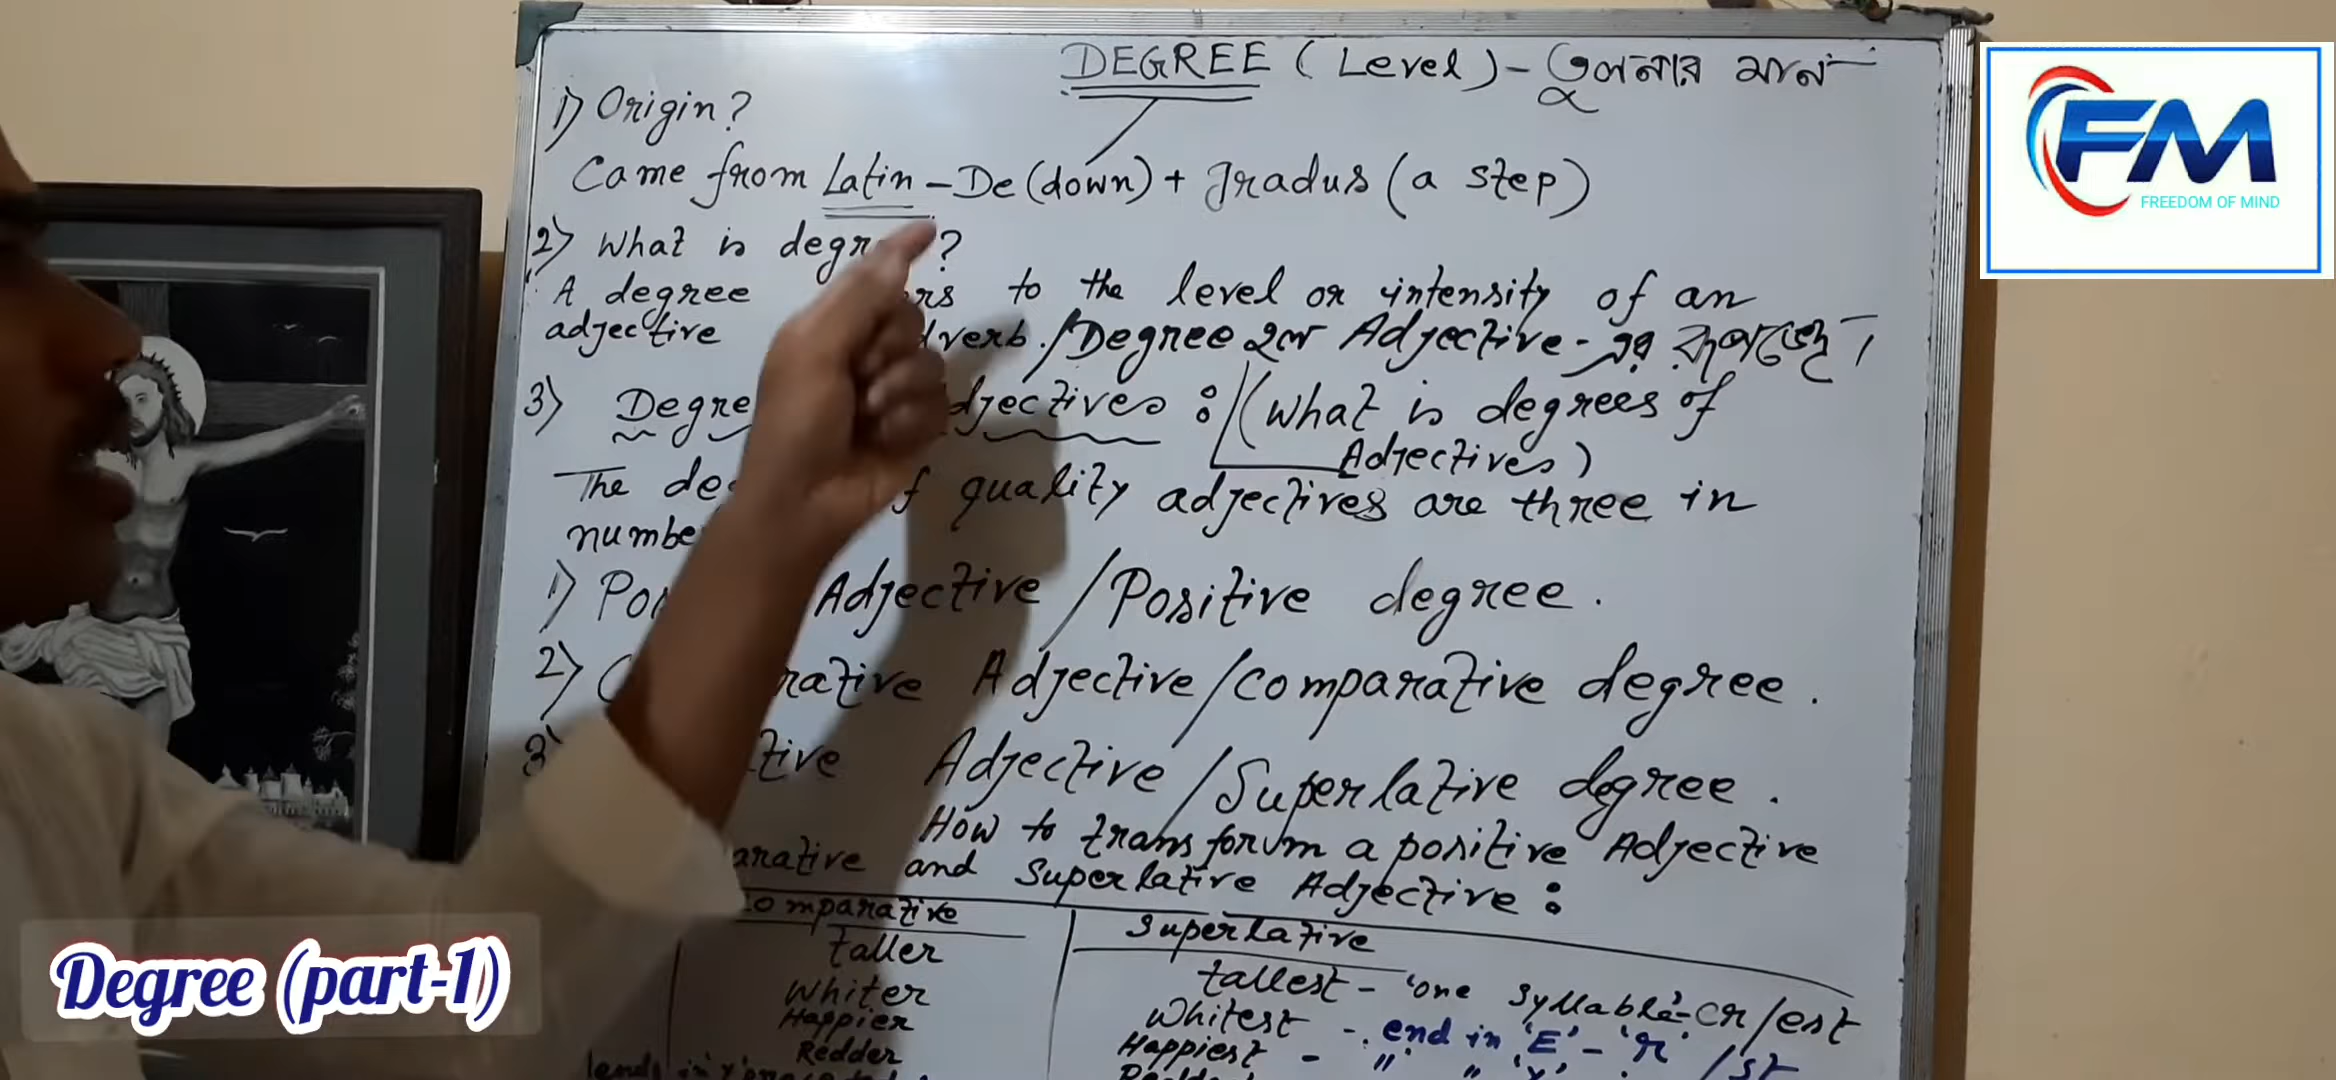 DEGREE (Level) - তুলনার মান
1) Origin?
Came from Latin - De (down) + gradus (a step)
2) What is degr ?
A degree rs to the level or intensity of an
adjective dverb. / Degree হল Adjective - এর রূপভেদ।
3) Degre djectives : (What is degrees of
Adjectives)
The de f quality adjectives are three in
numbe
1) Po Adjective / Positive degree.
2) C rative Adjective / comparative degree.
3) tive Adjective / Superlative degree.
How to transform a positive Adjective
arative and Superlative Adjective :
comparative Superlative
taller tallest - 'one syllable' - er/est
Whiter Whitest - end in 'E' - 'r' / st
Happier Happiest - " " 'Y'
Redder
FM
FREEDOM OF MIND
Degree (part-1)